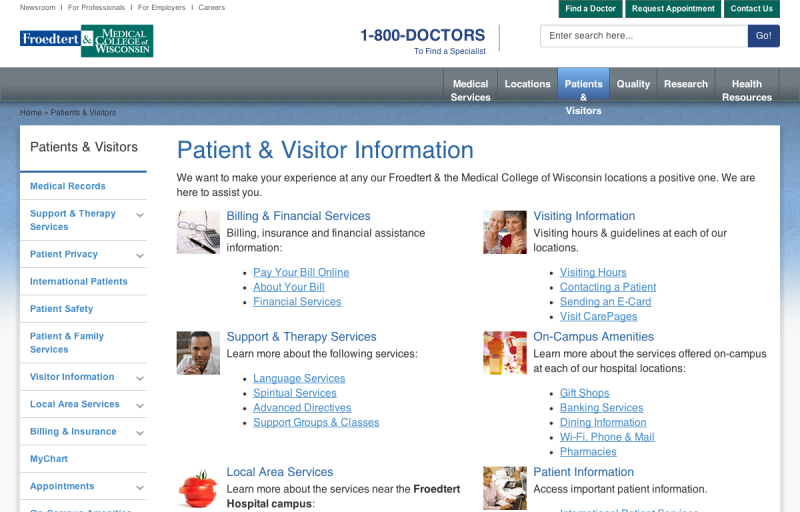 Newsroom | For Professionals | For Employers | Careers
Find a Doctor
Request Appointment
Contact Us
Froedtert & MEDICAL COLLEGE OF WISCONSIN
1-800-DOCTORS
To Find a Specialist
Enter search here...
Go!
Medical Services
Locations
Patients & Visitors
Quality
Research
Health Resources
Home » Patients & Visitors
Patients & Visitors
Medical Records
Support & Therapy
Services
Patient Privacy
International Patients
Patient Safety
Patient & Family
Services
Visitor Information
Local Area Services
Billing & Insurance
MyChart
Appointments
On-Campus Amenities
Patient & Visitor Information
We want to make your experience at any our Froedtert & the Medical College of Wisconsin locations a positive one. We are
here to assist you.
Billing & Financial Services
Billing, insurance and financial assistance
information:
• Pay Your Bill Online
• About Your Bill
• Financial Services
Visiting Information
Visiting hours & guidelines at each of our
locations.
• Visiting Hours
• Contacting a Patient
• Sending an E-Card
• Visit CarePages
Support & Therapy Services
Learn more about the following services:
• Language Services
• Spiritual Services
• Advanced Directives
• Support Groups & Classes
On-Campus Amenities
Learn more about the services offered on-campus
at each of our hospital locations:
• Gift Shops
• Banking Services
• Dining Information
• Wi-Fi, Phone & Mail
• Pharmacies
Local Area Services
Learn more about the services near the Froedtert
Hospital campus:
Patient Information
Access important patient information.
• International Patient Services